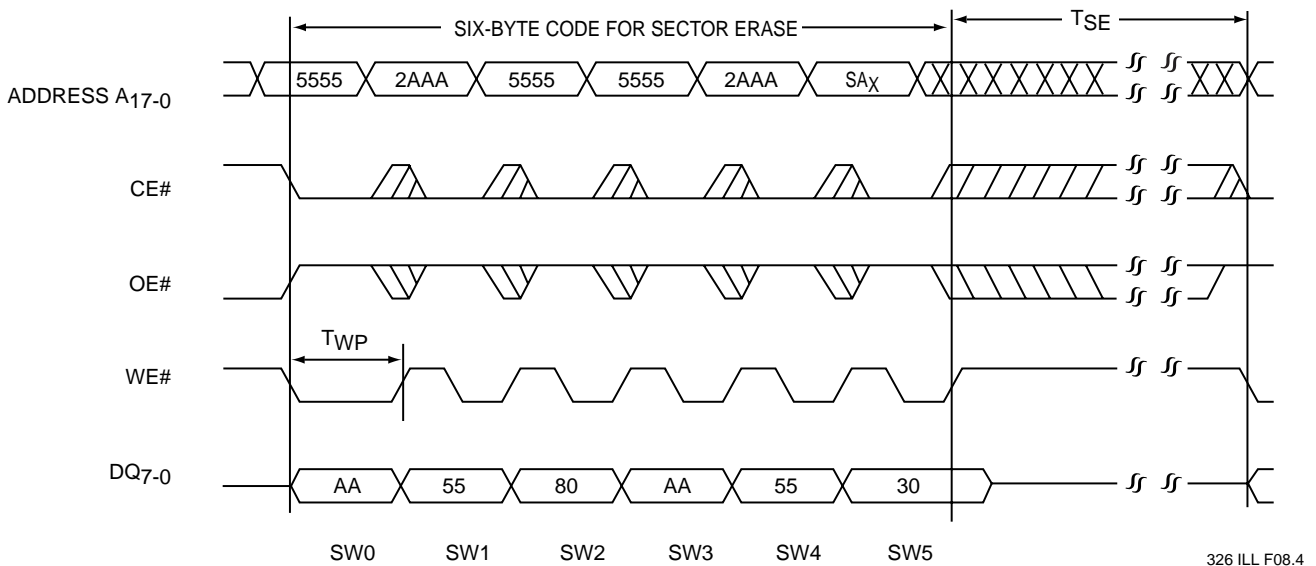 SIX-BYTE CODE FOR SECTOR ERASE TSE
ADDRESS A17-0 5555 2AAA 5555 5555 2AAA SAX
CE#
OE#
TWP
WE#
DQ7-0 AA 55 80 AA 55 30
SW0 SW1 SW2 SW3 SW4 SW5
326 ILL F08.4